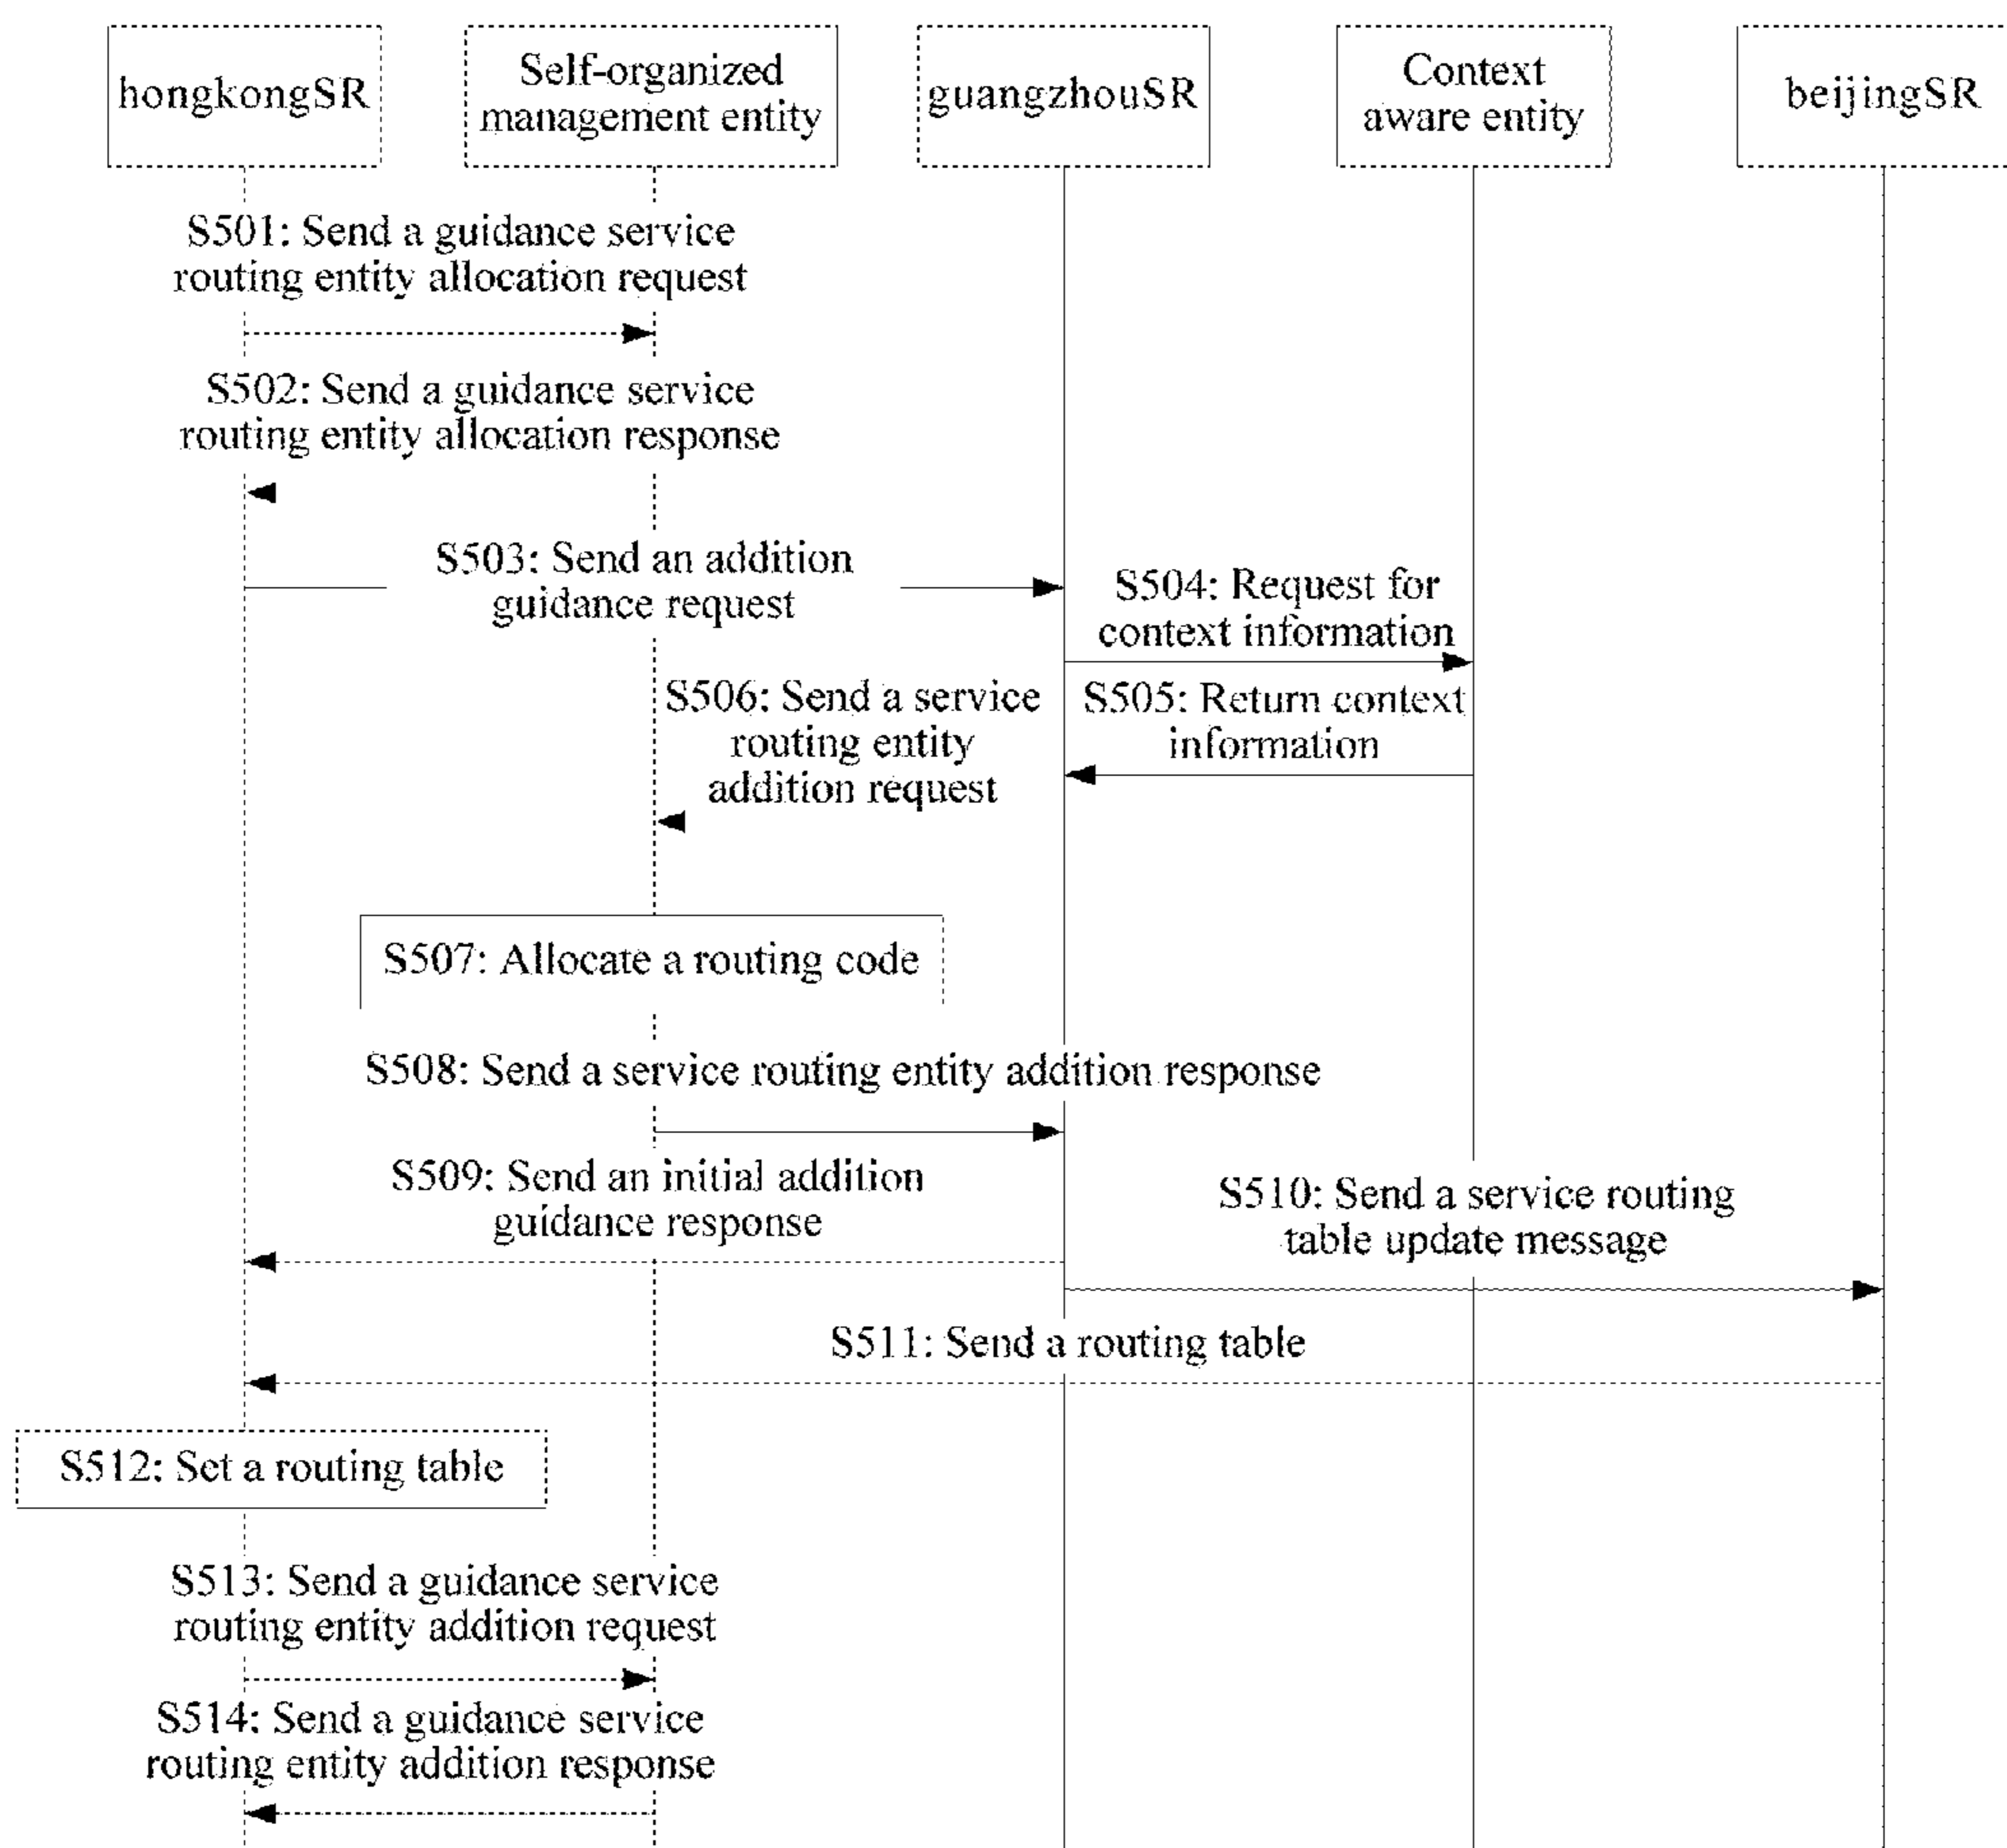 hongkongSR
Self-organized
management entity
guangzhouSR
Context
aware entity
beijingSR
S501: Send a guidance service
routing entity allocation request
S502: Send a guidance service
routing entity allocation response
S503: Send an addition
guidance request
S504: Request for
context information
S506: Send a service
routing entity
addition request
S505: Return context
information
S507: Allocate a routing code
S508: Send a service routing entity addition response
S509: Send an initial addition
guidance response
S510: Send a service routing
table update message
S511: Send a routing table
S512: Set a routing table
S513: Send a guidance service
routing entity addition request
S514: Send a guidance service
routing entity addition response